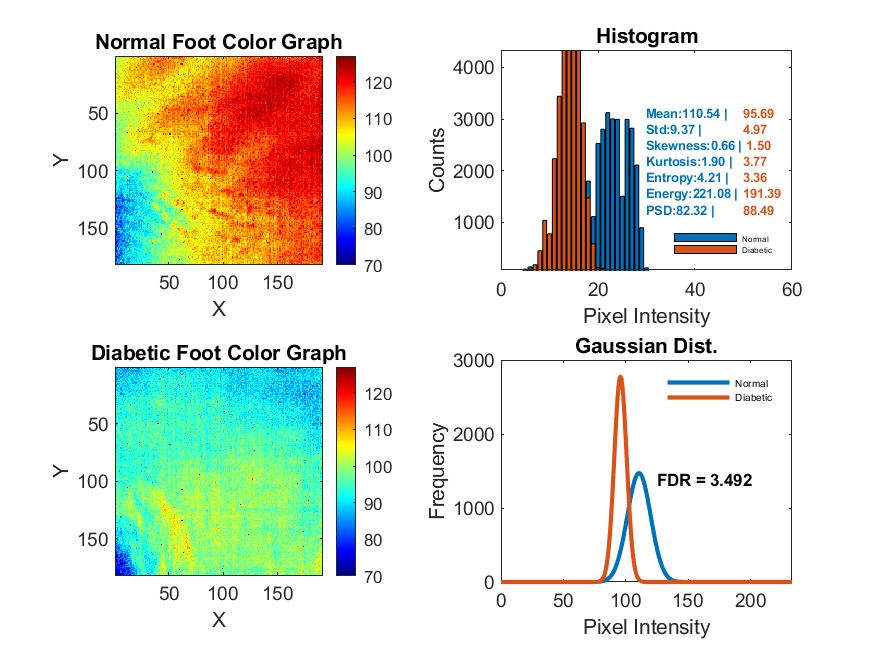 Normal Foot Color Graph
50
100
150
Y
50 100 150
X
120
110
100
90
80
70
Histogram
4000
3000
2000
1000
Counts
Mean:110.54 | 95.69
Std:9.37 | 4.97
Skewness:0.66 | 1.50
Kurtosis:1.90 | 3.77
Entropy:4.21 | 3.36
Energy:221.08 | 191.39
PSD:82.32 | 88.49
Normal
Diabetic
0 20 40 60
Pixel Intensity
Diabetic Foot Color Graph
50
100
150
Y
50 100 150
X
120
110
100
90
80
70
Gaussian Dist.
3000
2000
1000
0
Frequency
Normal
Diabetic
FDR = 3.492
0 50 100 150 200
Pixel Intensity